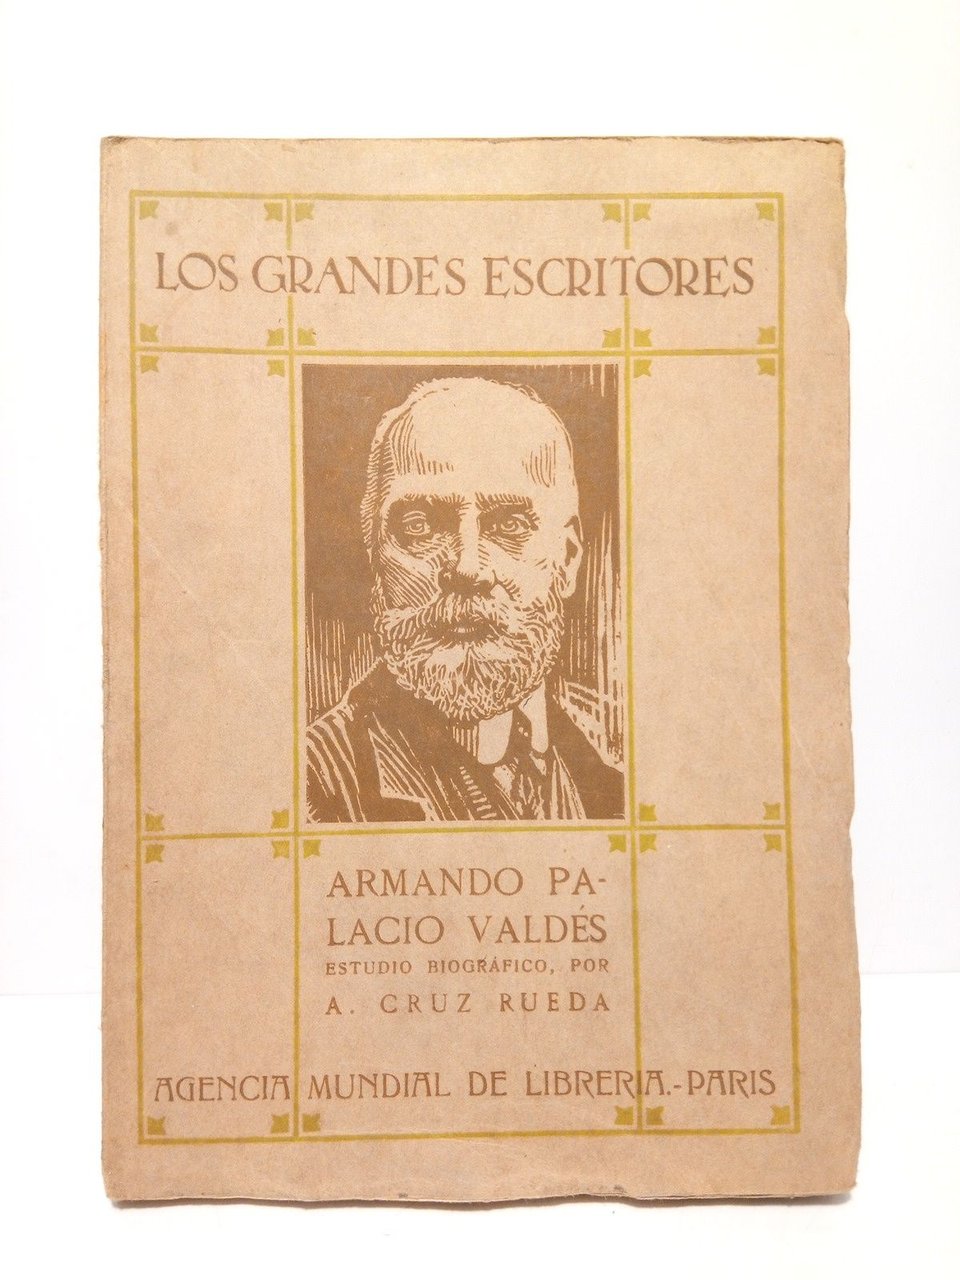 LOS GRANDES ESCRITORES
ARMANDO PA-
LACIO VALDÉS
ESTUDIO BIOGRÁFICO, POR
A. CRUZ RUEDA
AGENCIA MUNDIAL DE LIBRERIA.-PARIS